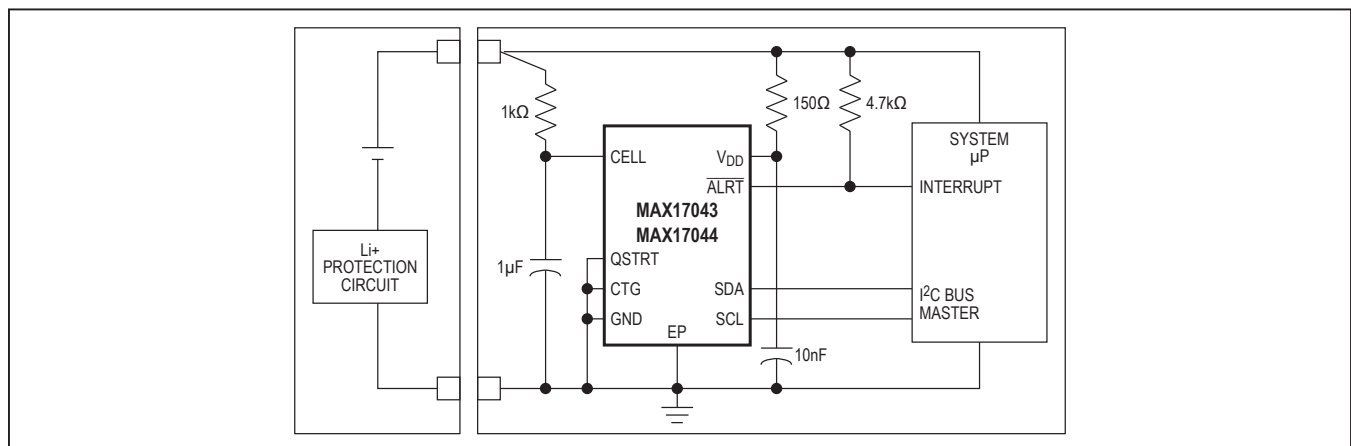 1kΩ
150Ω
4.7kΩ
SYSTEM
µP
CELL
VDD
ALRT
INTERRUPT
MAX17043
MAX17044
Li+
PROTECTION
CIRCUIT
1µF
QSTRT
CTG
GND
EP
SDA
SCL
I²C BUS
MASTER
10nF